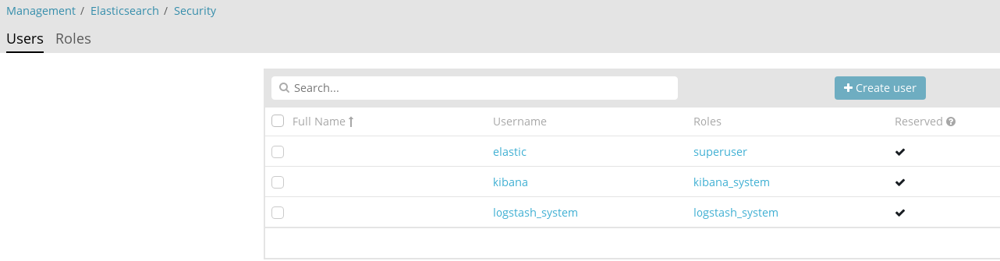 Management / Elasticsearch / Security
Users Roles
Search...
Create user
Full Name Username Roles Reserved
elastic superuser
kibana kibana_system
logstash_system logstash_system